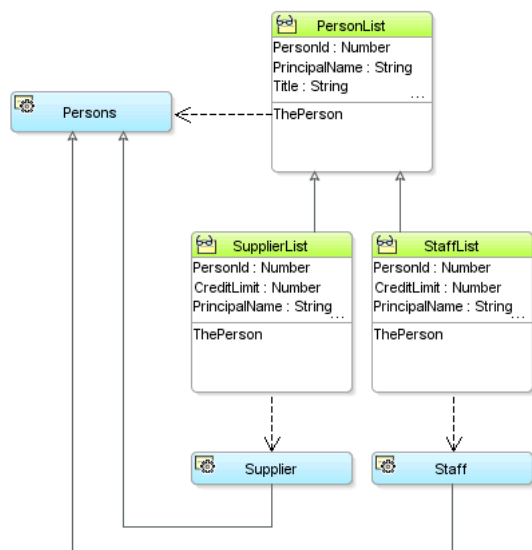 PersonList
PersonId : Number
PrincipalName : String
Title : String
...
ThePerson
Persons
SupplierList
PersonId : Number
CreditLimit : Number
PrincipalName : String
...
ThePerson
StaffList
PersonId : Number
CreditLimit : Number
PrincipalName : String
...
ThePerson
Supplier
Staff